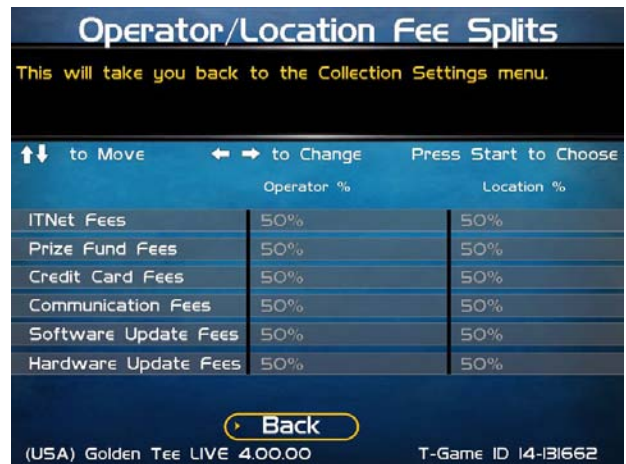 Operator/Location Fee Splits
This will take you back to the Collection Settings menu.
to Move to Change Press Start to Choose
Operator % Location %
ITNet Fees 50% 50%
Prize Fund Fees 50% 50%
Credit Card Fees 50% 50%
Communication Fees 50% 50%
Software Update Fees 50% 50%
Hardware Update Fees 50% 50%
Back
(USA) Golden Tee LIVE 4.00.00 T-Game ID 14-131662